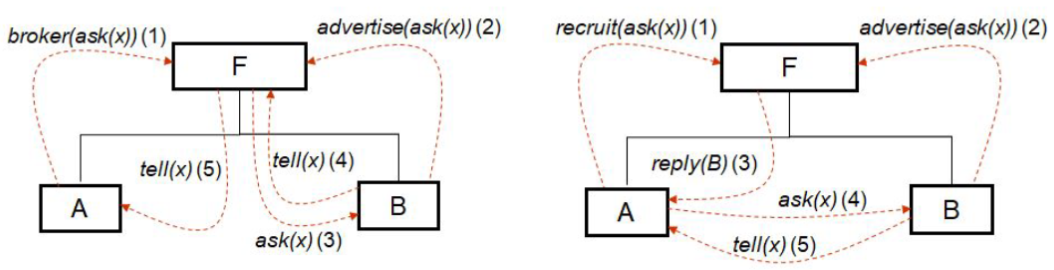 broker(ask(x)) (1)
advertise(ask(x)) (2)
F
tell(x) (5)
tell(x) (4)
A
B
ask(x) (3)
recruit(ask(x)) (1)
advertise(ask(x)) (2)
F
reply(B) (3)
ask(x) (4)
A
B
tell(x) (5)